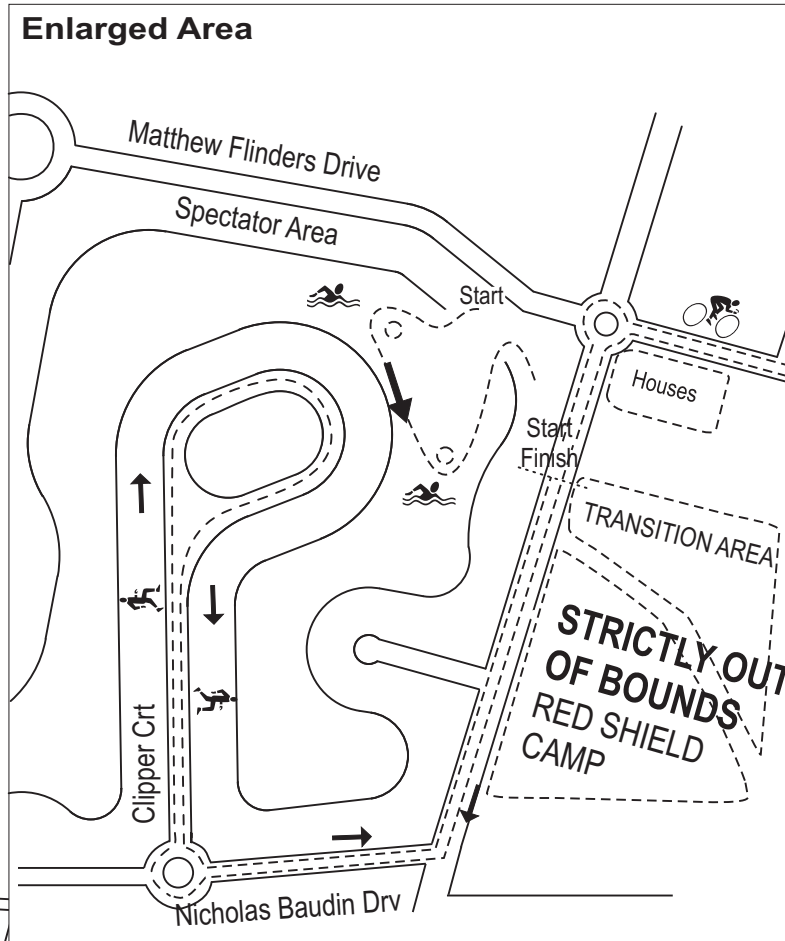 Enlarged Area
Matthew Flinders Drive
Spectator Area
Start
Houses
Start
Finish
TRANSITION AREA
STRICTLY OUT
OF BOUNDS
RED SHIELD
CAMP
Clipper Crt
Nicholas Baudin Drv